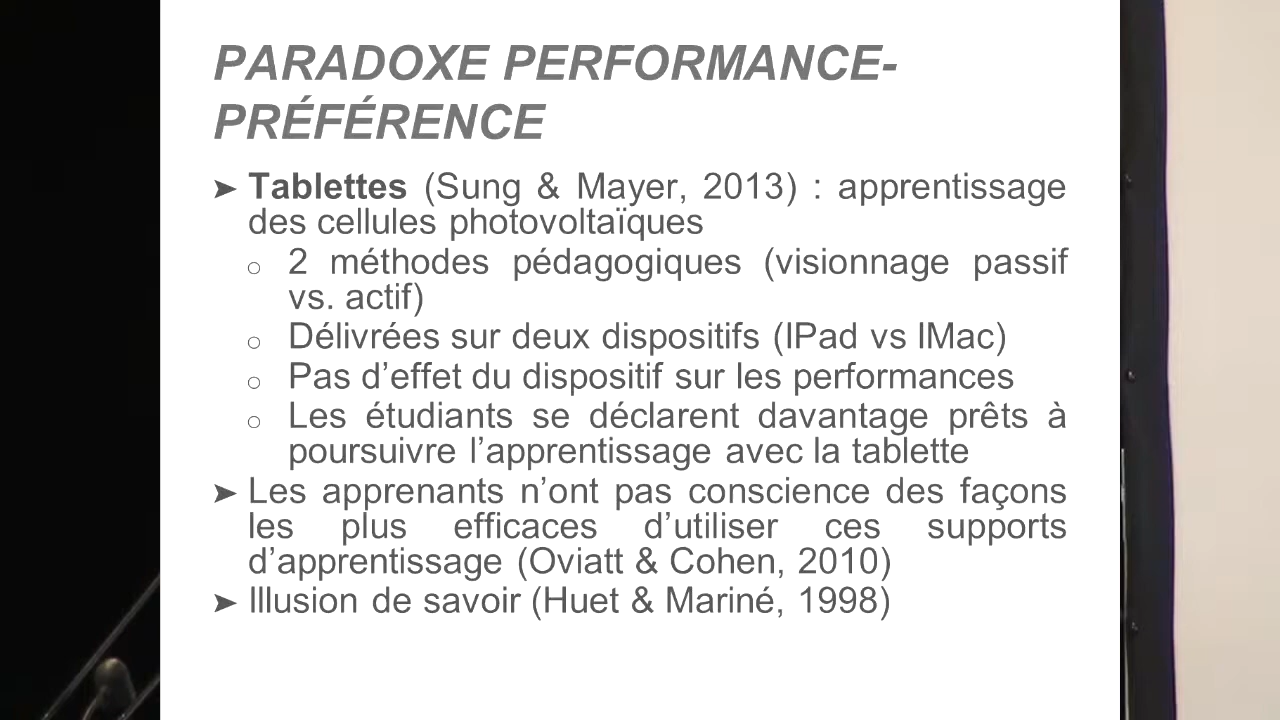 PARADOXE PERFORMANCE-
PRÉFÉRENCE
➤ Tablettes (Sung & Mayer, 2013) : apprentissage
des cellules photovoltaïques
o 2 méthodes pédagogiques (visionnage passif
vs. actif)
o Délivrées sur deux dispositifs (IPad vs IMac)
o Pas d’effet du dispositif sur les performances
o Les étudiants se déclarent davantage prêts à
poursuivre l’apprentissage avec la tablette
➤ Les apprenants n’ont pas conscience des façons
les plus efficaces d’utiliser ces supports
d’apprentissage (Oviatt & Cohen, 2010)
➤ Illusion de savoir (Huet & Mariné, 1998)